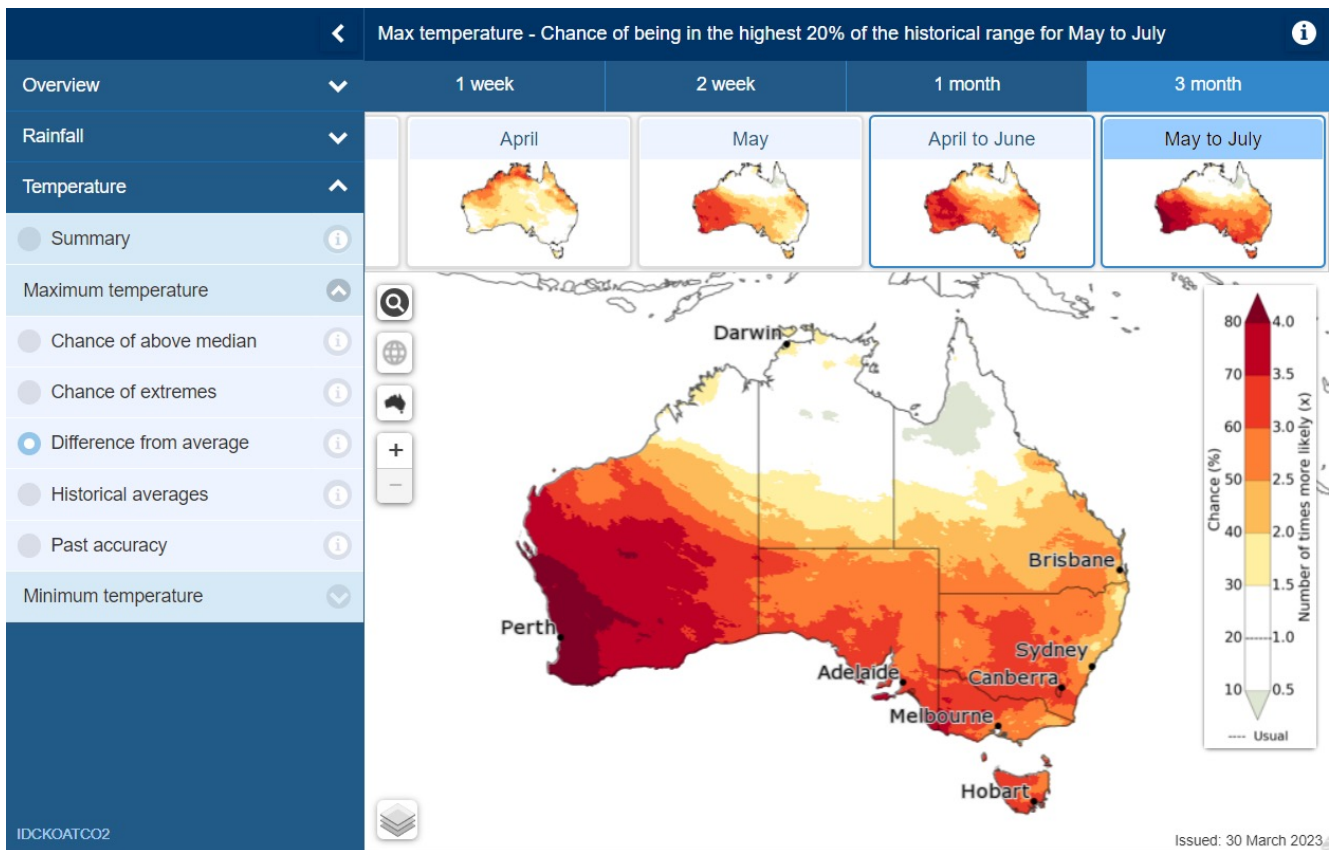 Max temperature - Chance of being in the highest 20% of the historical range for May to July
Overview
Rainfall
Temperature
Summary
Maximum temperature
Chance of above median
Chance of extremes
Difference from average
Historical averages
Past accuracy
Minimum temperature
IDCKOATCO2
1 week
2 week
1 month
3 month
April
May
April to June
May to July
+
−
Darwin
Brisbane
Perth
Sydney
Adelaide
Canberra
Melbourne
Hobart
80 4.0
70 3.5
60 3.0
50 2.5
40 2.0
30 1.5
20 1.0
10 0.5
Chance (%)
Number of times more likely (x)
---- Usual
Issued: 30 March 2023